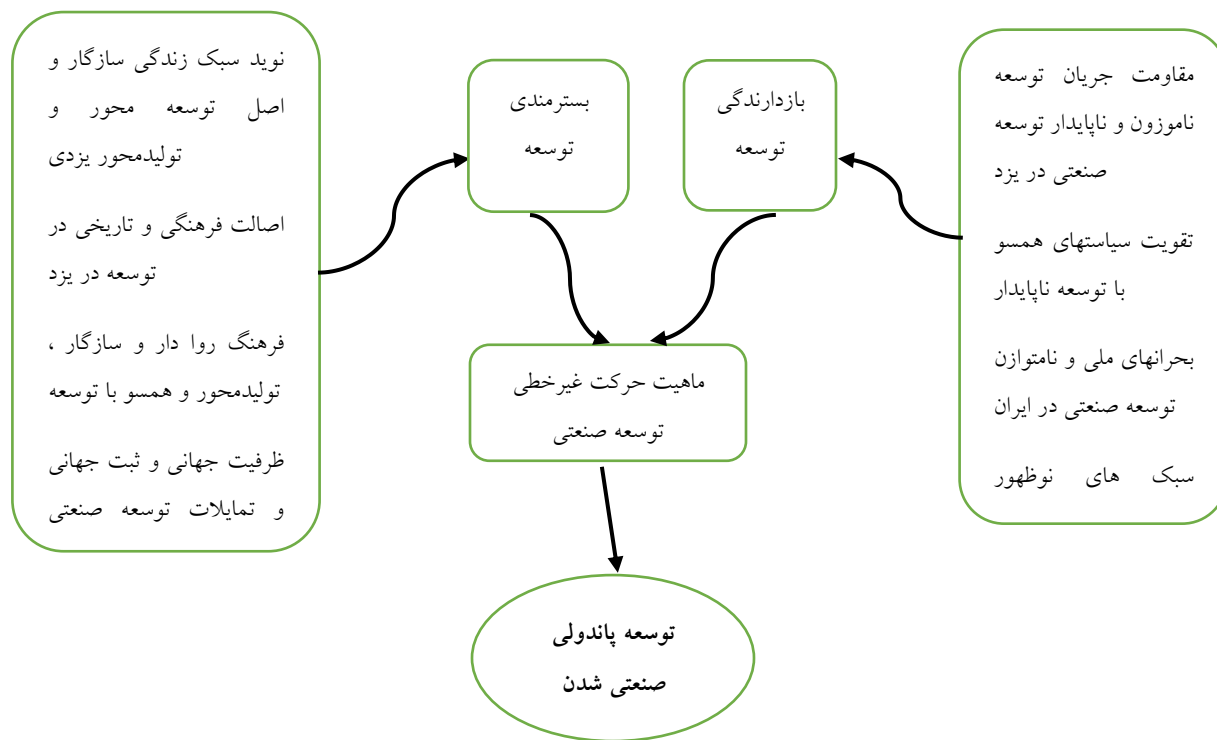 مقاومت جریان توسعه
ناموزون و ناپایدار توسعه
صنعتی در یزد
تقویت سیاستهای همسو
با توسعه ناپایدار
بحرانهای ملی و نامتوازن
توسعه صنعتی در ایران
سبک های نوظهور
بازدارندگی
توسعه
بسترمندی
توسعه
نوید سبک زندگی سازگار و
اصل توسعه محور و
تولیدمحور یزدی
اصالت فرهنگی و تاریخی در
توسعه در یزد
فرهنگ روا دار و سازگار ،
تولیدمحور و همسو با توسعه
ظرفیت جهانی و ثبت جهانی
و تمایلات توسعه صنعتی
ماهیت حرکت غیرخطی
توسعه صنعتی
توسعه پاندولی
صنعتی شدن